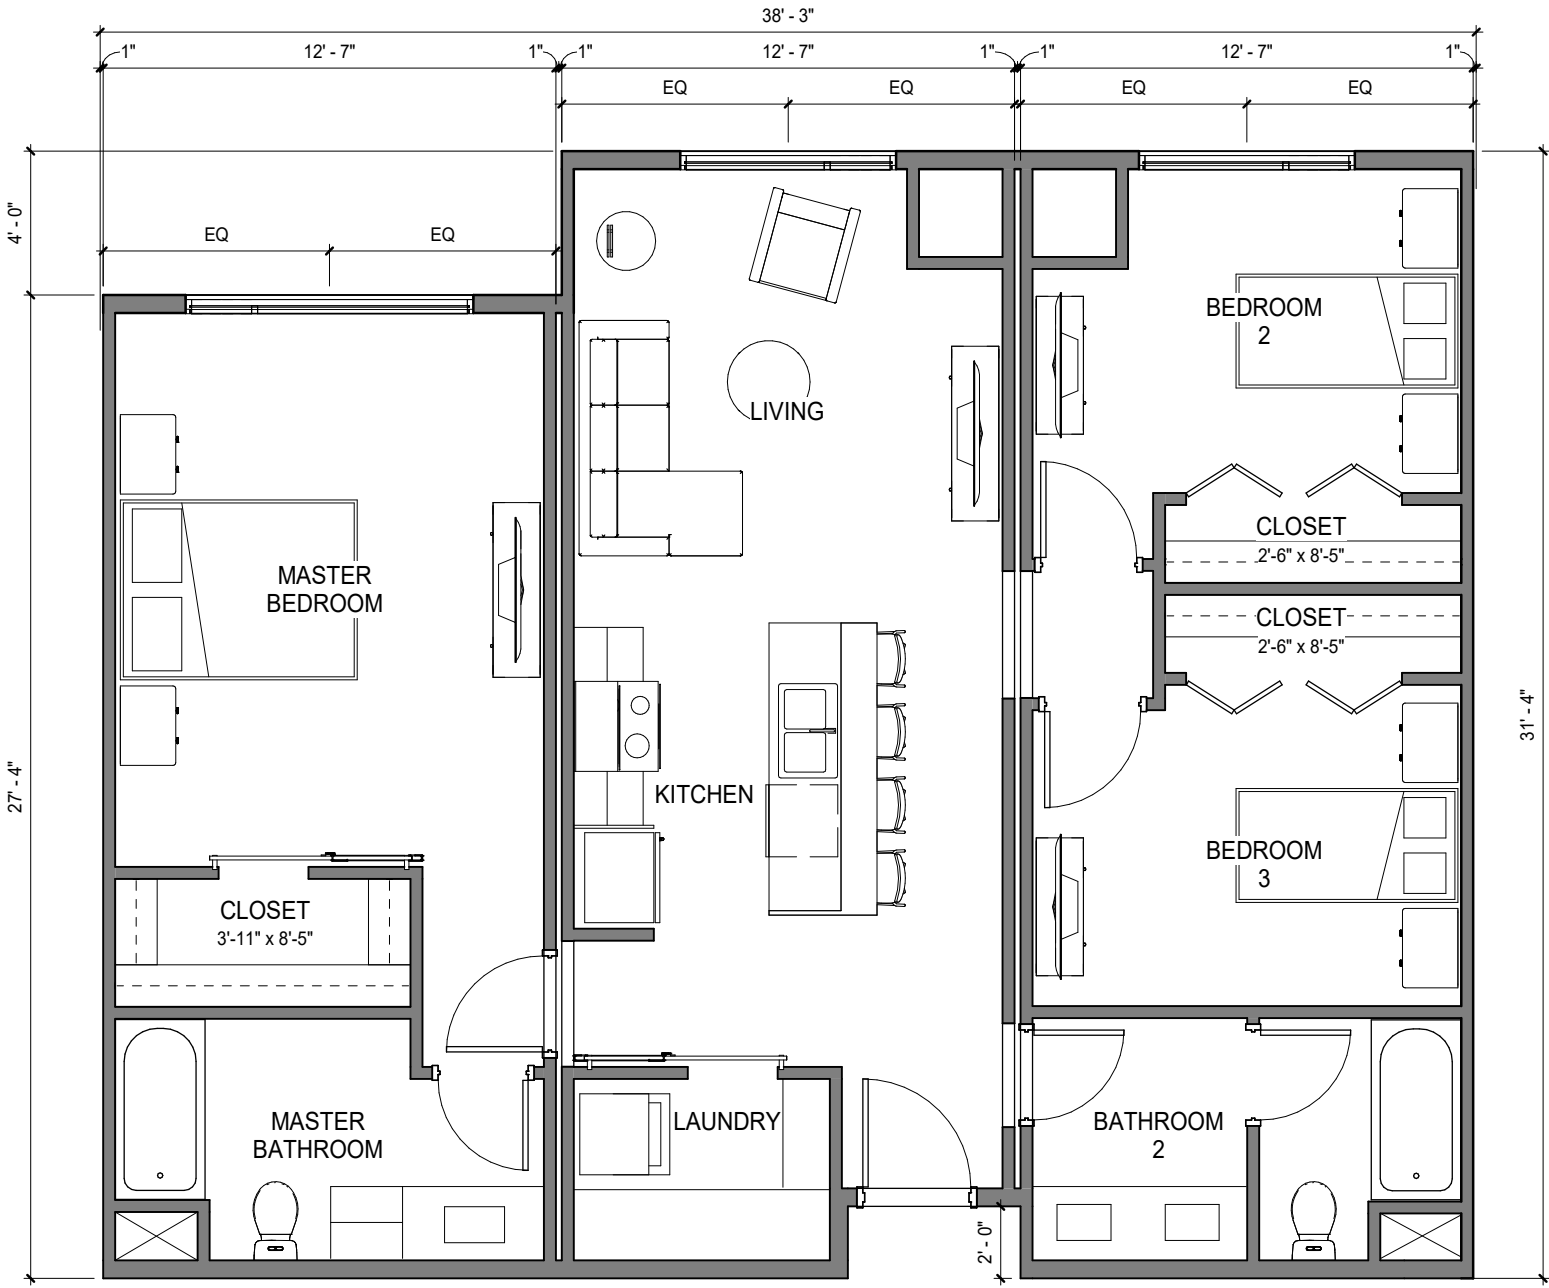 38' - 3"
1" 12' - 7" 1" 1" 12' - 7" 1" 1" 12' - 7" 1"
EQ EQ EQ EQ
4' - 0"
EQ EQ
BEDROOM
2
LIVING
CLOSET
2'-6" x 8'-5"
MASTER
BEDROOM
CLOSET
2'-6" x 8'-5"
31' - 4"
27' - 4"
KITCHEN
BEDROOM
3
CLOSET
3'-11" x 8'-5"
MASTER
BATHROOM
LAUNDRY
BATHROOM
2
2' - 0"